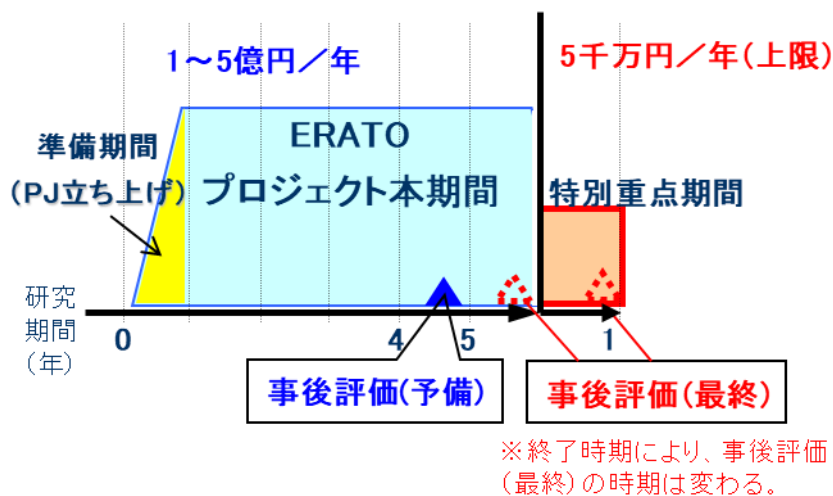 1～5億円／年
5千万円／年(上限)
準備期間
(PJ立ち上げ)
ERATO
プロジェクト本期間
特別重点期間
研究
期間
(年)
0
4
5
1
事後評価(予備)
事後評価(最終)
※終了時期により、事後評価
(最終)の時期は変わる。